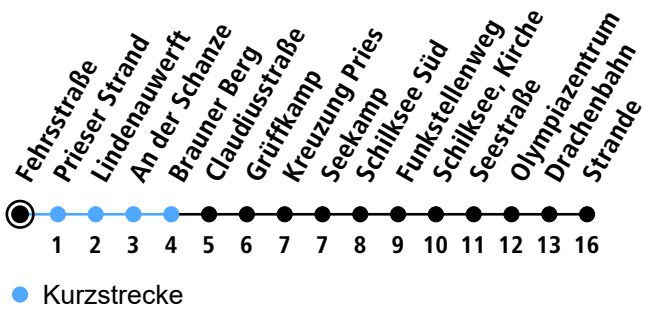 Fehrsstraße
Prieser Strand
Lindenauwerft
An der Schanze
Brauner Berg
Claudiusstraße
Grüffkamp
Kreuzung Pries
Seekamp
Schilksee Süd
Funkstellenweg
Schilksee, Kirche
Seestraße
Olympiazentrum
Drachenbahn
Strande
1 2 3 4 5 6 7 7 8 9 10 11 12 13 16
Kurzstrecke